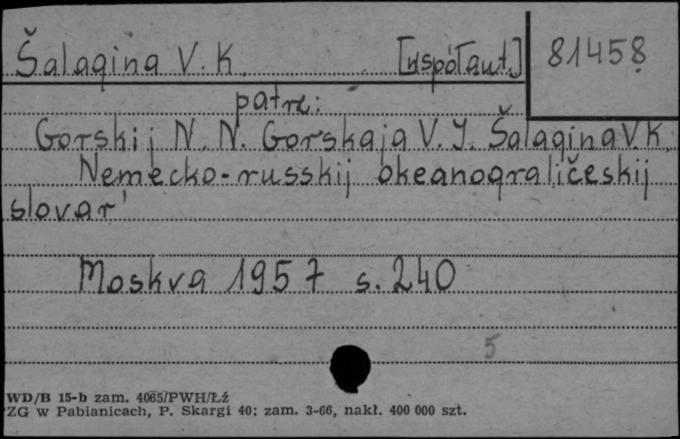 Šalagina V. K. [współaut.] 81458
patrz:
Gorskij N. N. Gorskaja V. I. Šalagina V. K.
Nemecko-russkij okeanografičeskij
slovar'
Moskva 1957 s. 240
5
WD/B 15-b zam. 4065/PWH/Łź
ZG w Pabianicach, P. Skargi 40; zam. 3-66, nakł. 400 000 szt.